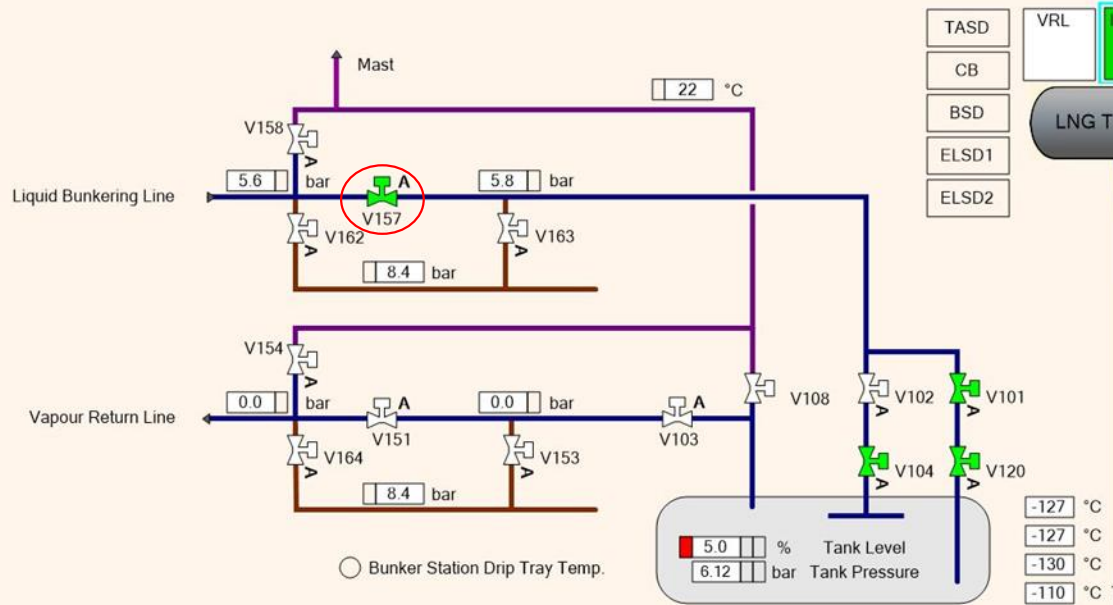 TASD
VRL
Mast
22 °C
CB
V158
A
BSD
LNG T
5.6 bar
A
5.8 bar
ELSD1
Liquid Bunkering Line
V157
ELSD2
V162
A
V163
A
8.4 bar
V154
A
0.0 bar
A
0.0 bar
A
V108
V102
A
V101
A
Vapour Return Line
V151
V103
V164
A
V153
A
V104
A
V120
A
8.4 bar
-127 °C
5.0 % Tank Level
-127 °C
Bunker Station Drip Tray Temp.
6.12 bar Tank Pressure
-130 °C
-110 °C